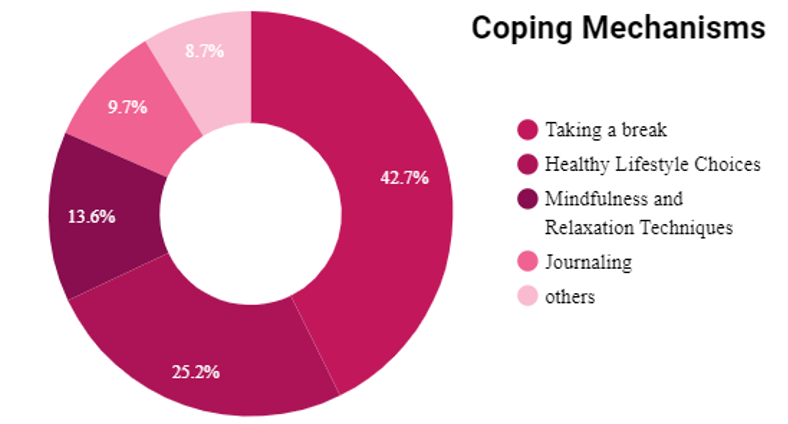 Coping Mechanisms
8.7%
9.7%
42.7%
13.6%
25.2%
Taking a break
Healthy Lifestyle Choices
Mindfulness and
Relaxation Techniques
Journaling
others